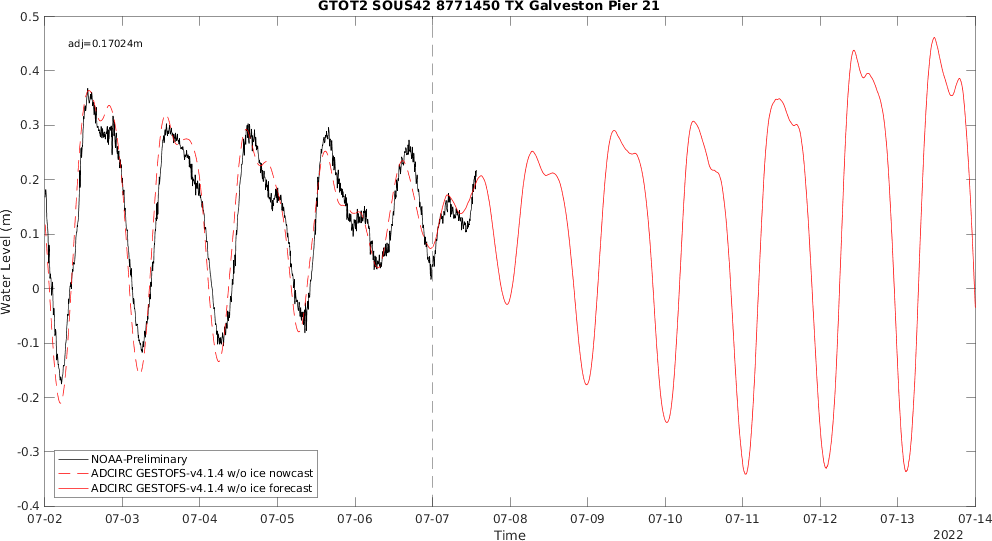 GTOT2 SOUS42 8771450 TX Galveston Pier 21
0.5
adj=0.17024m
0.4
0.3
0.2
0.1
0
-0.1
-0.2
-0.3
-0.4
Water Level (m)
NOAA-Preliminary
ADCIRC GESTOFS-v4.1.4 w/o ice nowcast
ADCIRC GESTOFS-v4.1.4 w/o ice forecast
07-02 07-03 07-04 07-05 07-06 07-07 07-08 07-09 07-10 07-11 07-12 07-13 07-14
Time
2022